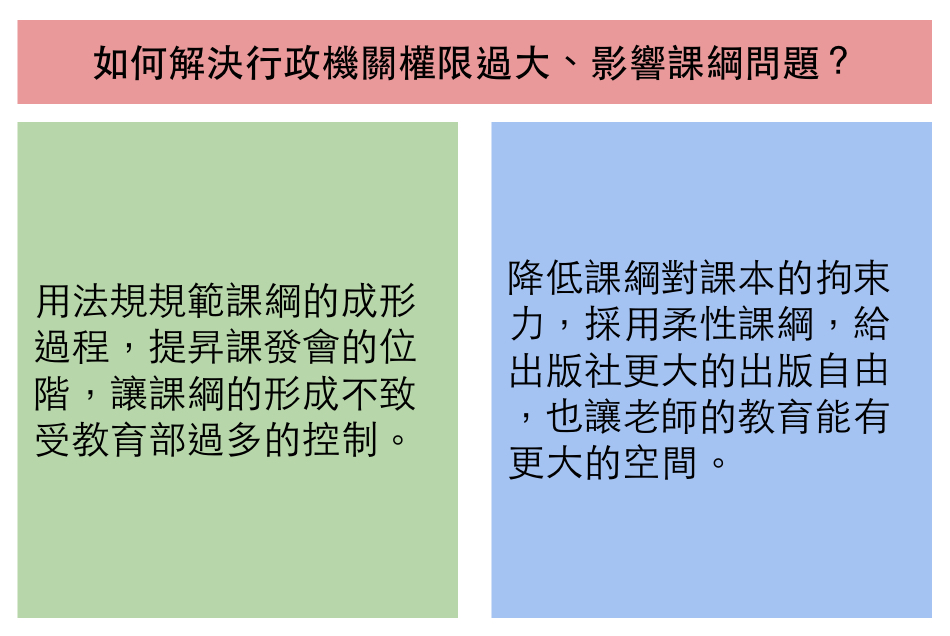 如何解決行政機關權限過大、影響課綱問題？
用法規規範課綱的成形
過程，提昇課發會的位
階，讓課綱的形成不致
受教育部過多的控制。
降低課綱對課本的拘束
力，採用柔性課綱，給
出版社更大的出版自由
，也讓老師的教育能有
更大的空間。